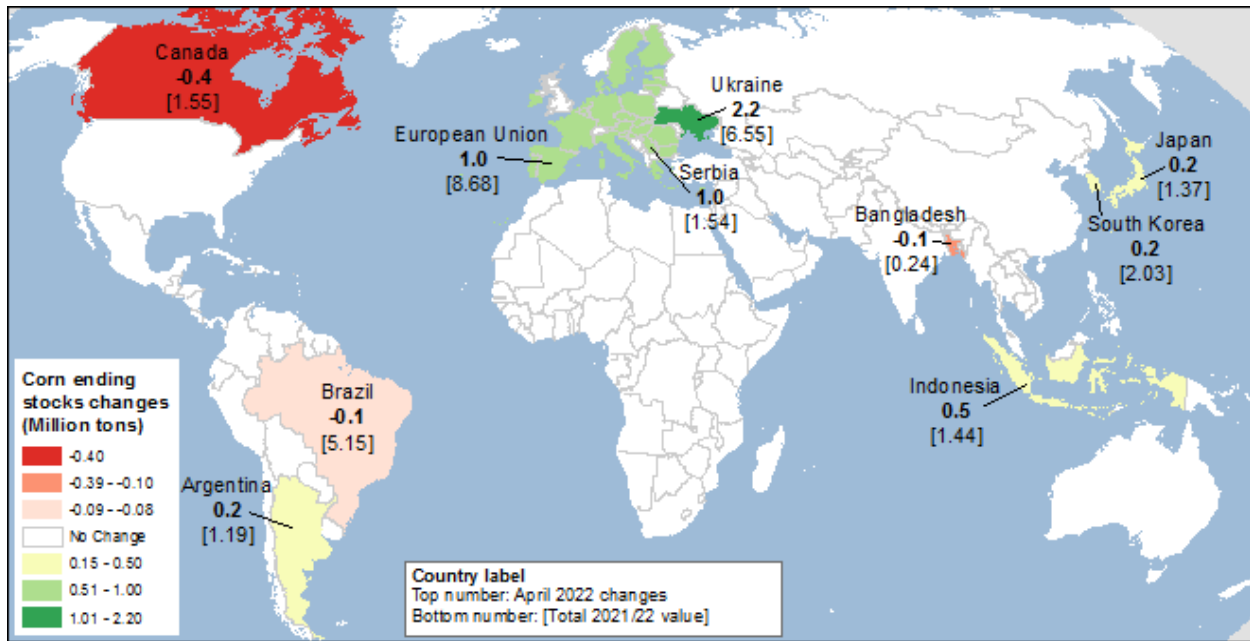 Canada
-0.4
[1.55]
European Union
1.0
[8.68]
Ukraine
2.2
[6.55]
Serbia
1.0
[1.54]
Japan
0.2
[1.37]
Bangladesh
-0.1
[0.24]
South Korea
0.2
[2.03]
Indonesia
0.5
[1.44]
Brazil
-0.1
[5.15]
Argentina
0.2
[1.19]
Corn ending
stocks changes
(Million tons)
-0.40
-0.39 - -0.10
-0.09 - -0.08
No Change
0.15 - 0.50
0.51 - 1.00
1.01 - 2.20
Country label
Top number: April 2022 changes
Bottom number: [Total 2021/22 value]